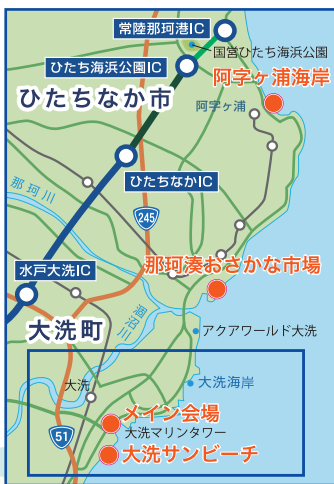 常陸那珂港IC
国営ひたち海浜公園
ひたち海浜公園IC
阿字ヶ浦海岸
ひたちなか市
阿字ヶ浦
ひたちなかIC
那珂川
245
那珂湊おさかな市場
水戸大洗IC
涸沼川
大洗町
アクアワールド大洗
大洗海岸
大洗
メイン会場
大洗マリンタワー
51
大洗サンビーチ